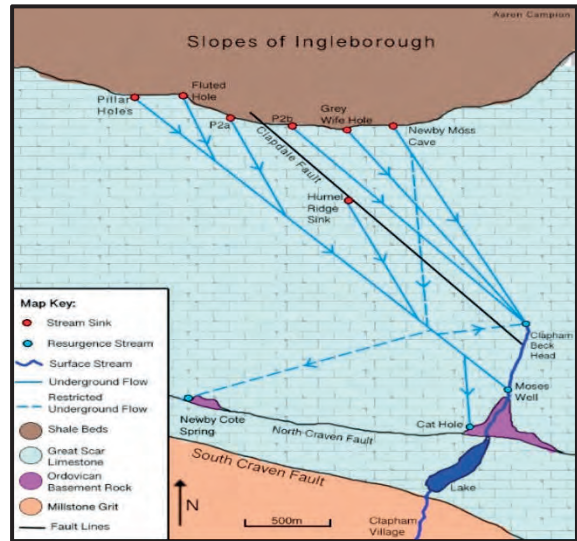 Aaron Campion
Slopes of Ingleborough
Pillar
Holes
Fluted
Hole
P2a
P2b
Grey
Wife Hole
Newby Moss
Cave
Clapdale Fault
Hurnel
Ridge
Sink
Clapham
Beck
Head
Moses
Well
Cat Hole
Newby Cote
Spring
North Craven Fault
South Craven Fault
Lake
Clapham
Village
N
500m
Map Key:
Stream Sink
Resurgence Stream
Surface Stream
Underground Flow
Restricted
Underground Flow
Shale Beds
Great Scar
Limestone
Ordovician
Basement Rock
Millstone Grit
Fault Lines